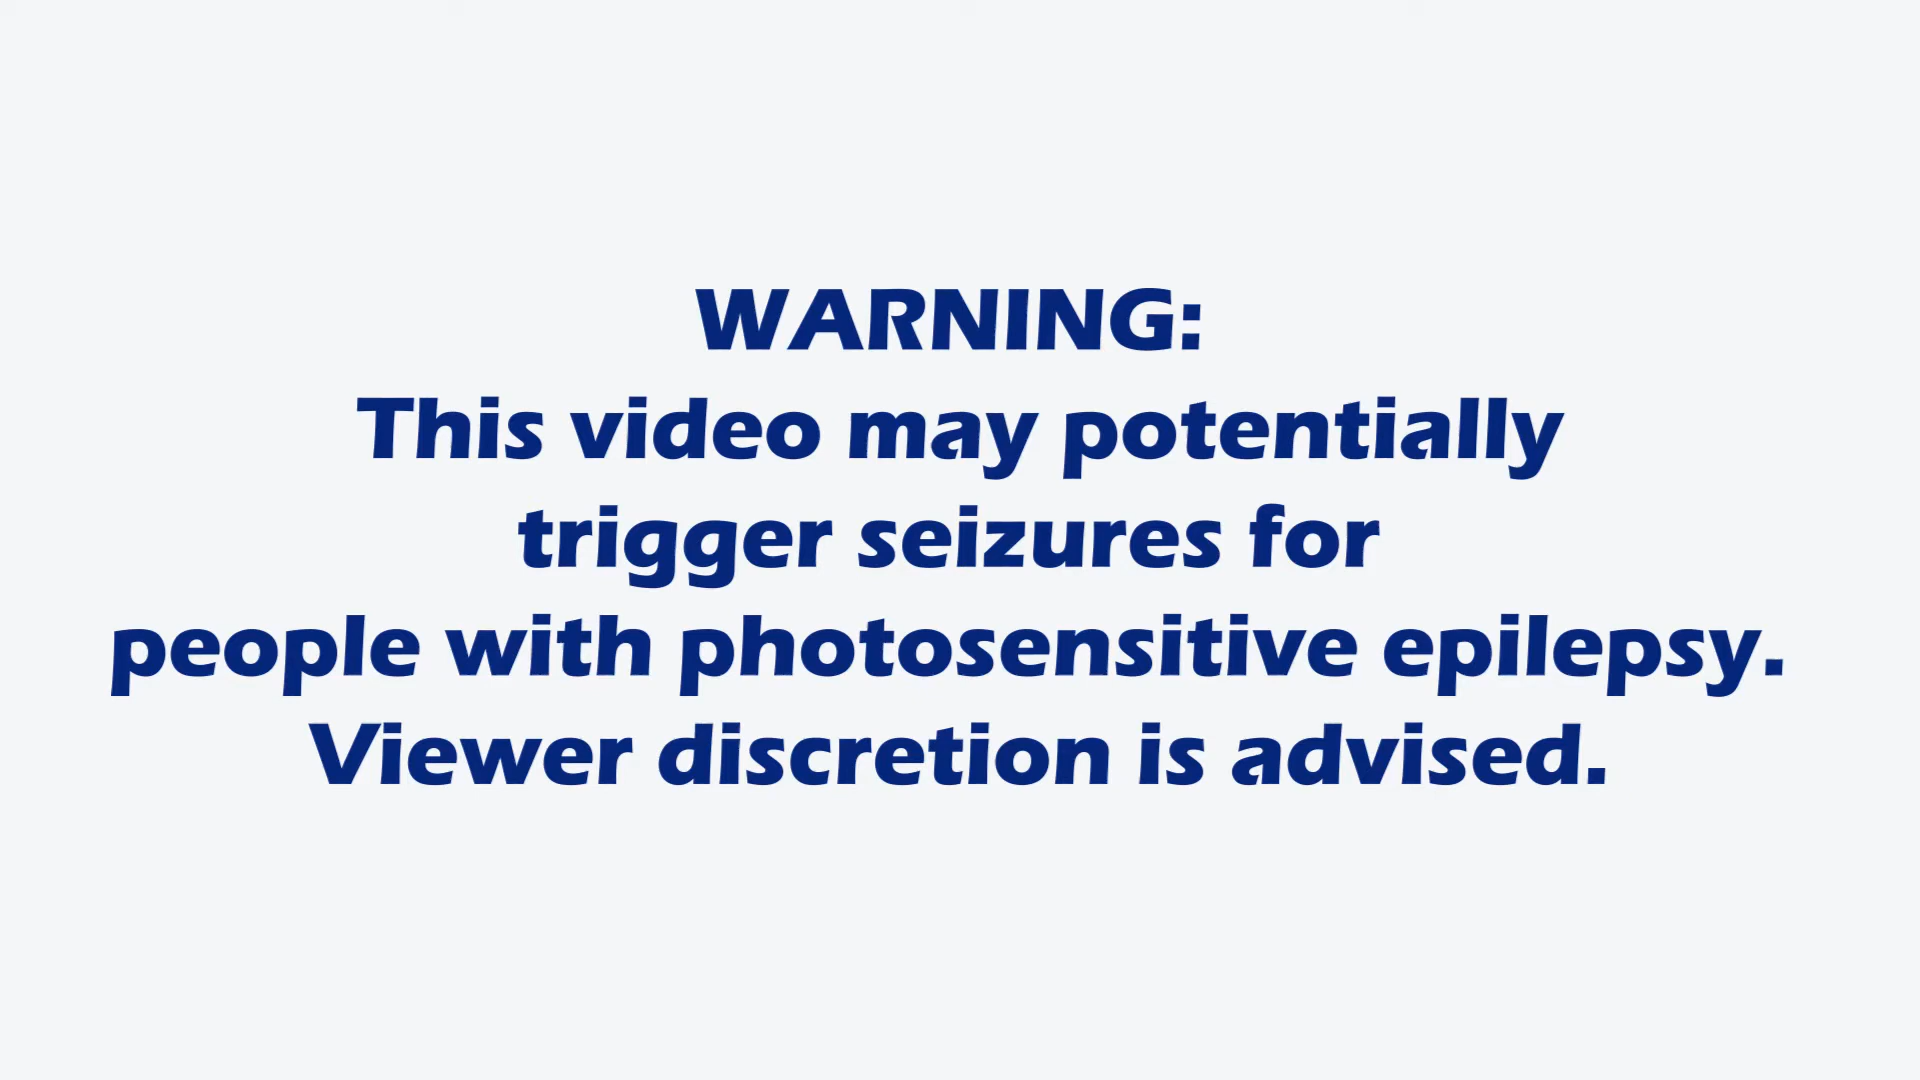 WARNING:
This video may potentially
trigger seizures for
people with photosensitive epilepsy.
Viewer discretion is advised.